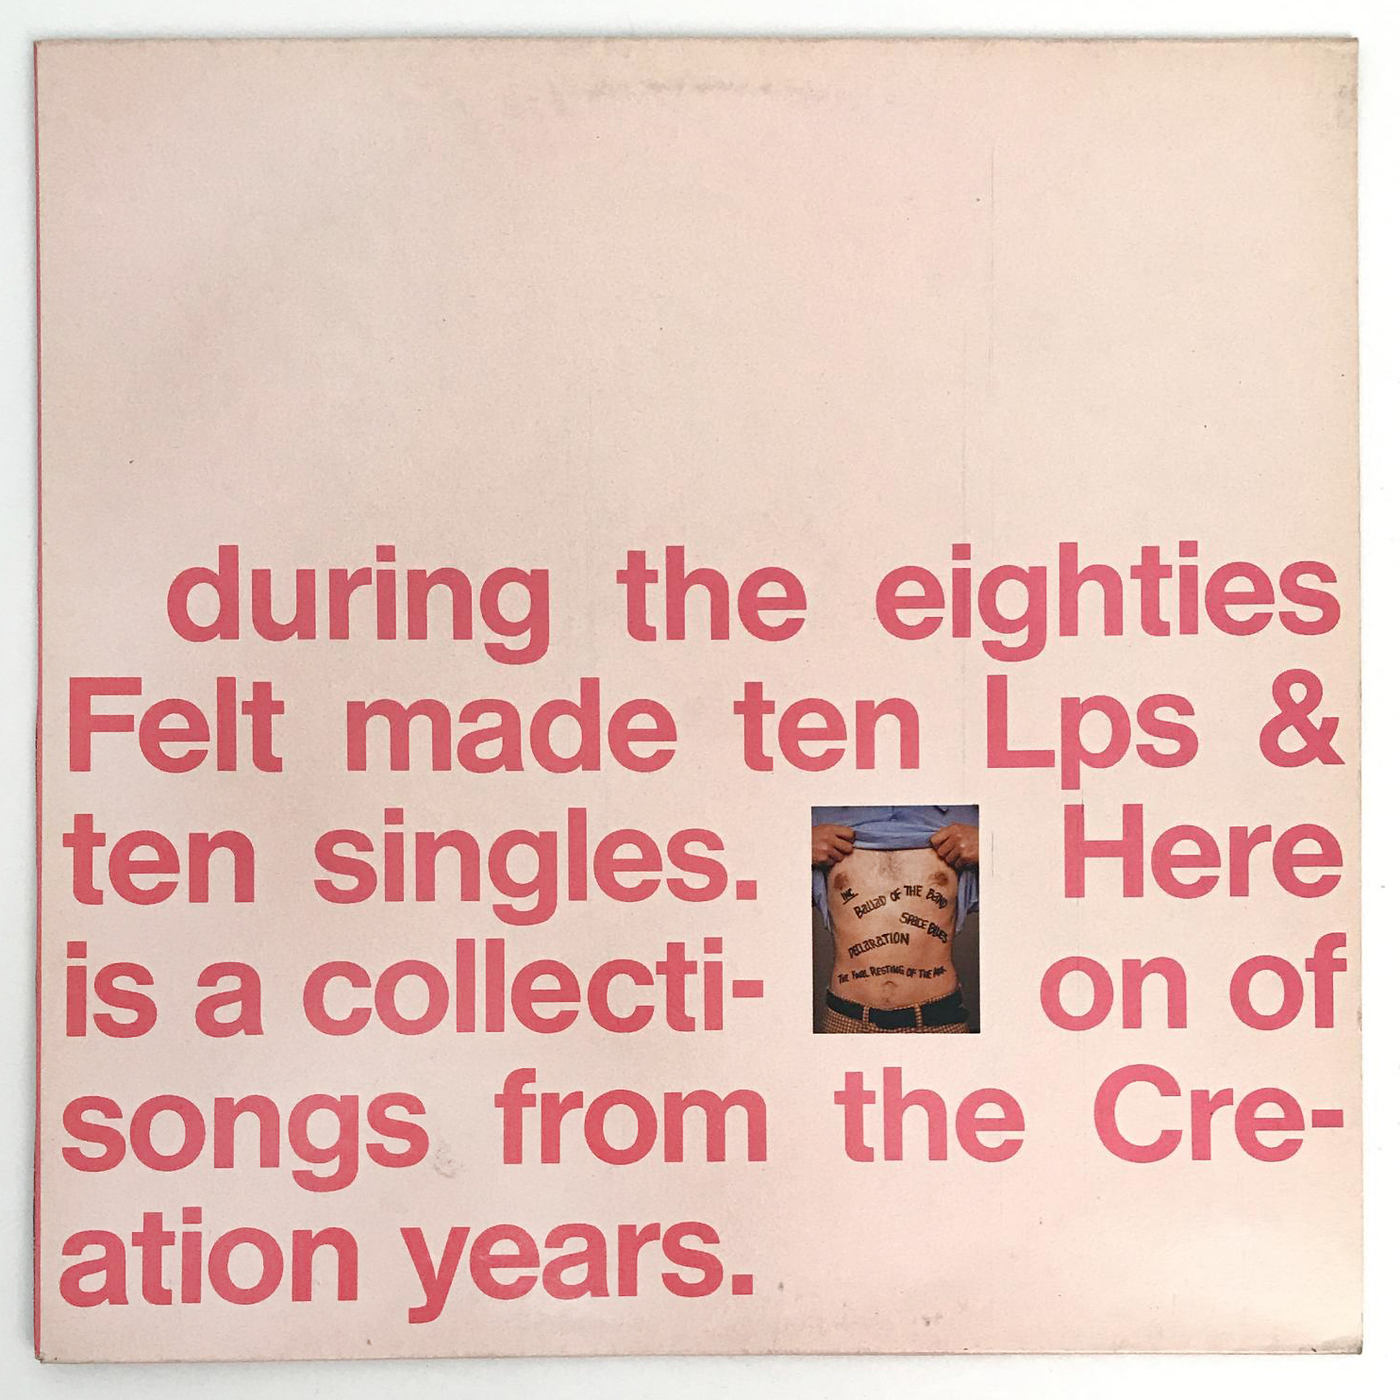 during the eighties
Felt made ten Lps &
ten singles. Here
is a collecti- on of
songs from the Cre-
ation years.
INC.
BALLAD OF THE BAND
SPACE BLUES
DECLARATION
THE FINAL RESTING OF THE ARK